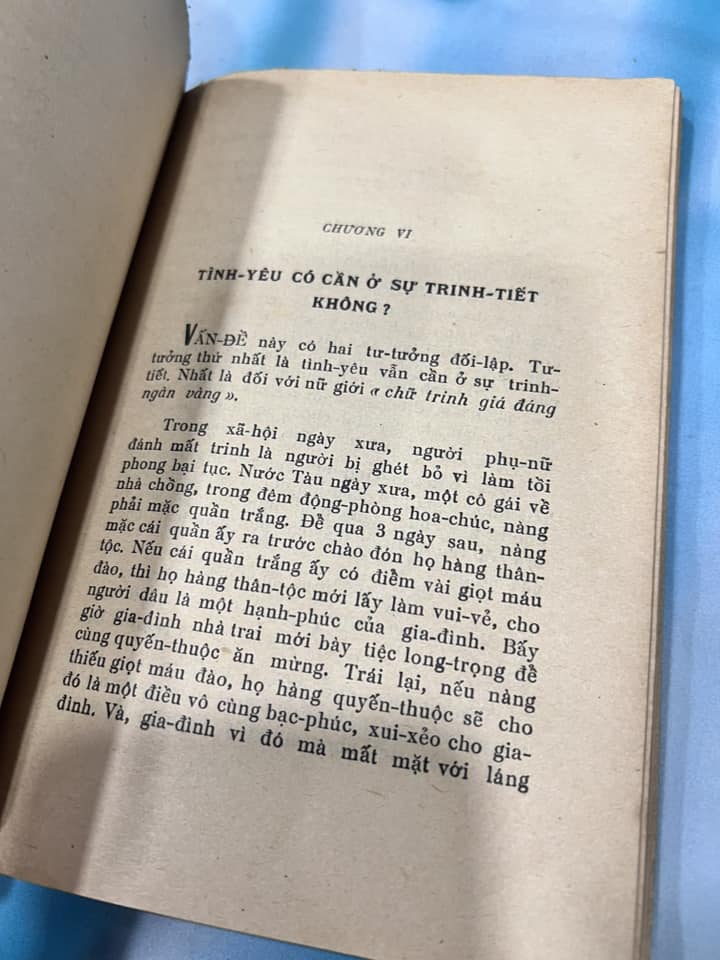 CHƯƠNG VI
TÌNH-YÊU CÓ CẦN Ở SỰ TRINH-TIẾT
KHÔNG ?
VẤN-ĐỀ này có hai tư-tưởng đối-lập. Tư-
tưởng thứ nhất là tình-yêu vẫn cần ở sự trinh-
tiết. Nhất là đối với nữ giới « chữ trinh giá đáng
ngàn vàng ».
Trong xã-hội ngày xưa, người phụ-nữ
đánh mất trinh là người bị ghét bỏ vì làm tồi
phong bại tục. Nước Tàu ngày xưa, một cô gái về
nhà chồng, trong đêm động-phòng hoa-chúc, nàng
phải mặc quần trắng. Để qua 3 ngày sau, nàng
mặc cái quần ấy ra trước chào đón họ hàng thân-
tộc. Nếu cái quần trắng ấy có điểm vài giọt máu
đào, thì họ hàng thân-tộc mới lấy làm vui-vẻ, cho
người dâu là một hạnh-phúc của gia-đình. Bấy
giờ gia-đình nhà trai mới bày tiệc long-trọng để
cùng quyến-thuộc ăn mừng. Trái lại, nếu nàng
thiếu giọt máu đào, họ hàng quyến-thuộc sẽ cho
đó là một điều vô cùng bạc-phúc, xui-xẻo cho gia-
đình. Và, gia-đình vì đó mà mất mặt với láng